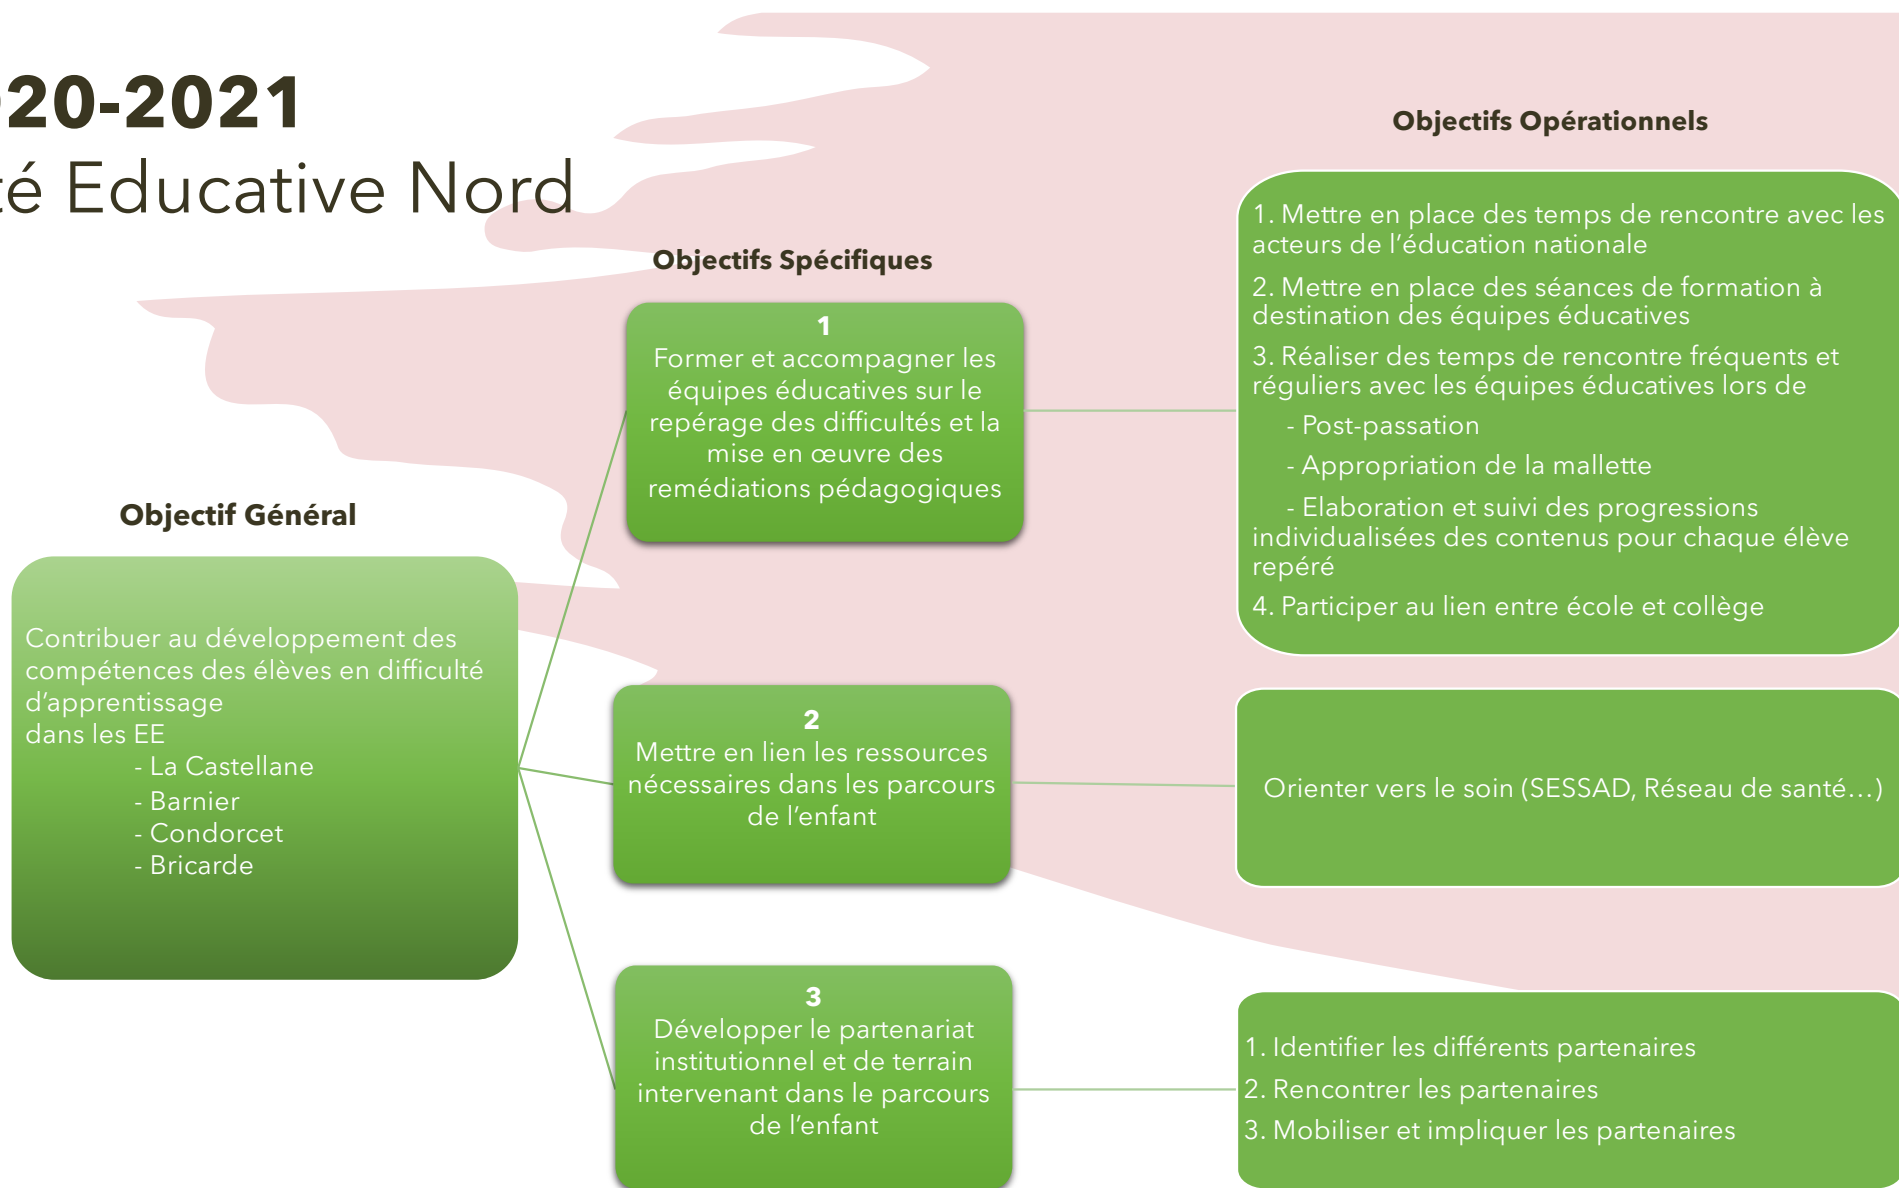 020-2021
té Educative Nord
Objectif Général
Contribuer au développement des
compétences des élèves en difficulté
d'apprentissage
dans les EE
- La Castellane
- Barnier
- Condorcet
- Bricarde
Objectifs Spécifiques
1
Former et accompagner les
équipes éducatives sur le
repérage des difficultés et la
mise en œuvre des
remédiations pédagogiques
2
Mettre en lien les ressources
nécessaires dans les parcours
de l'enfant
3
Développer le partenariat
institutionnel et de terrain
intervenant dans le parcours
de l'enfant
Objectifs Opérationnels
1. Mettre en place des temps de rencontre avec les
acteurs de l'éducation nationale
2. Mettre en place des séances de formation à
destination des équipes éducatives
3. Réaliser des temps de rencontre fréquents et
réguliers avec les équipes éducatives lors de
- Post-passation
- Appropriation de la mallette
- Elaboration et suivi des progressions
individualisées des contenus pour chaque élève
repéré
4. Participer au lien entre école et collège
Orienter vers le soin (SESSAD, Réseau de santé…)
1. Identifier les différents partenaires
2. Rencontrer les partenaires
3. Mobiliser et impliquer les partenaires